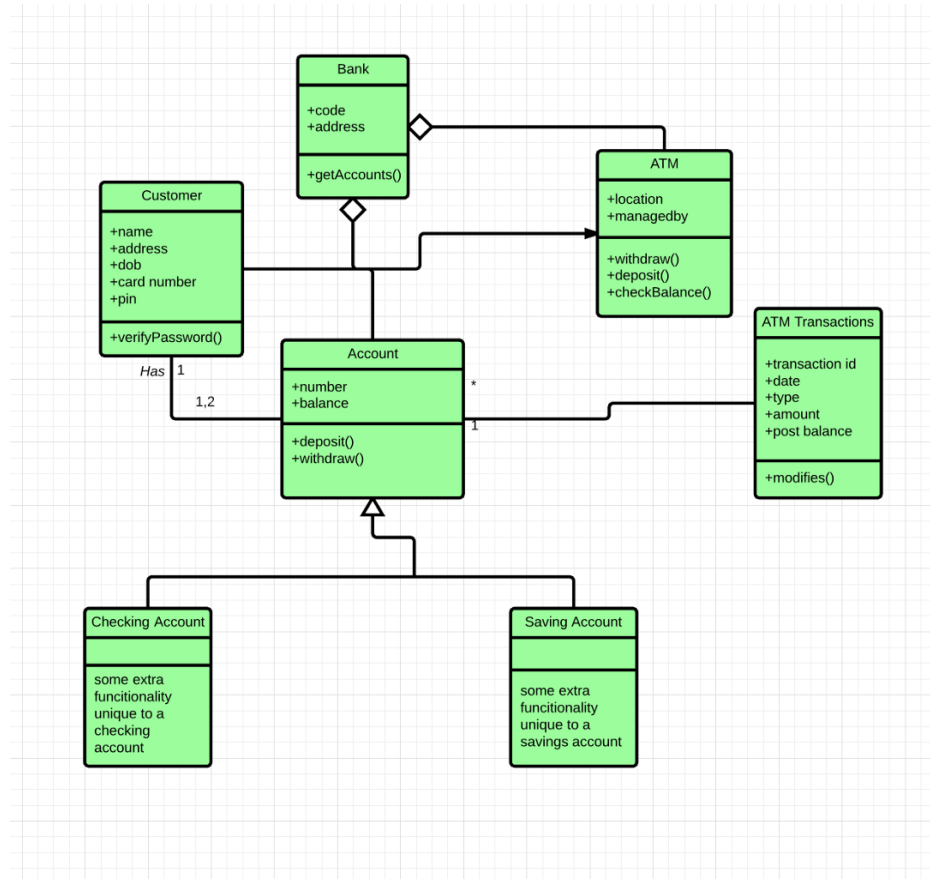 Bank
+code
+address
+getAccounts()
ATM
+location
+managedby
+withdraw()
+deposit()
+checkBalance()
Customer
+name
+address
+dob
+card number
+pin
+verifyPassword()
Has
1
1,2
Account
+number
+balance
+deposit()
+withdraw()
*
1
ATM Transactions
+transaction id
+date
+type
+amount
+post balance
+modifies()
Checking Account
some extra
funcitionality
unique to a
checking
account
Saving Account
some extra
funcitionality
unique to a
savings account